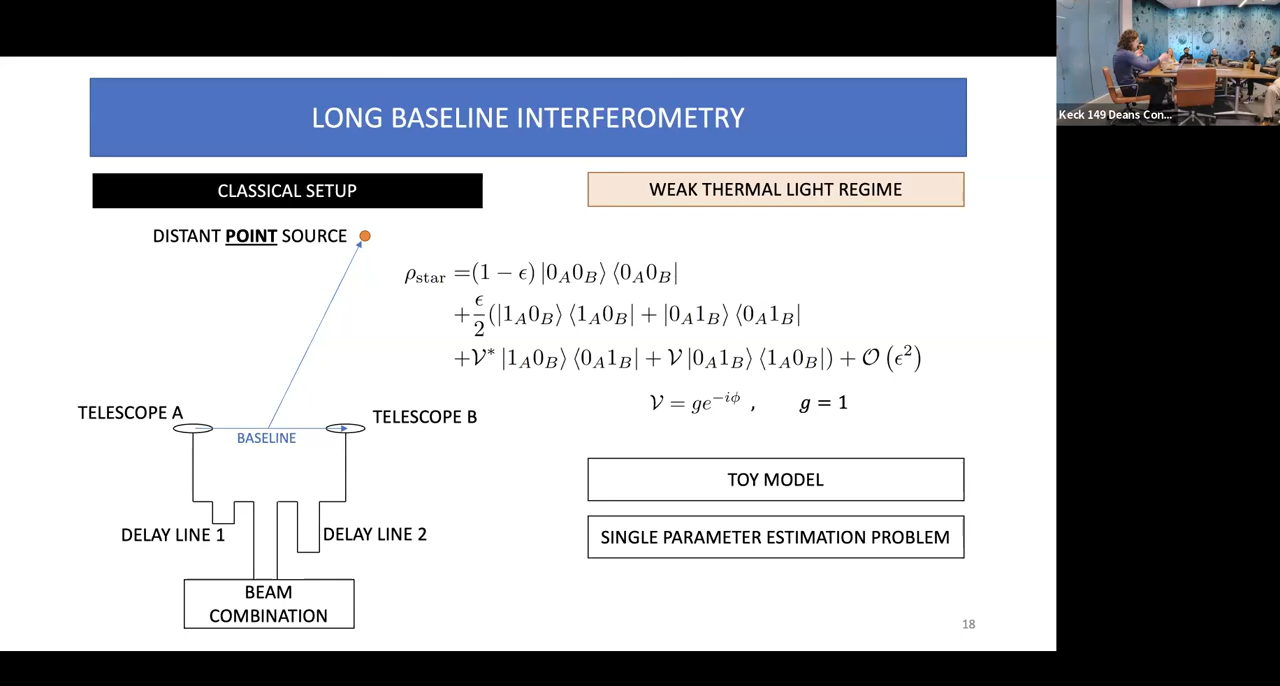 LONG BASELINE INTERFEROMETRY
CLASSICAL SETUP
WEAK THERMAL LIGHT REGIME
DISTANT POINT SOURCE
ρ_star = (1 − ϵ) |0_A0_B⟩ ⟨0_A0_B|
+ ϵ/2 (|1_A0_B⟩ ⟨1_A0_B| + |0_A1_B⟩ ⟨0_A1_B|
+𝒱* |1_A0_B⟩ ⟨0_A1_B| + 𝒱 |0_A1_B⟩ ⟨1_A0_B|) + 𝒪 (ϵ²)
𝒱 = ge^{−iϕ} , g = 1
TELESCOPE A
TELESCOPE B
BASELINE
DELAY LINE 1
DELAY LINE 2
BEAM
COMBINATION
TOY MODEL
SINGLE PARAMETER ESTIMATION PROBLEM
18
Keck 149 Deans Con...